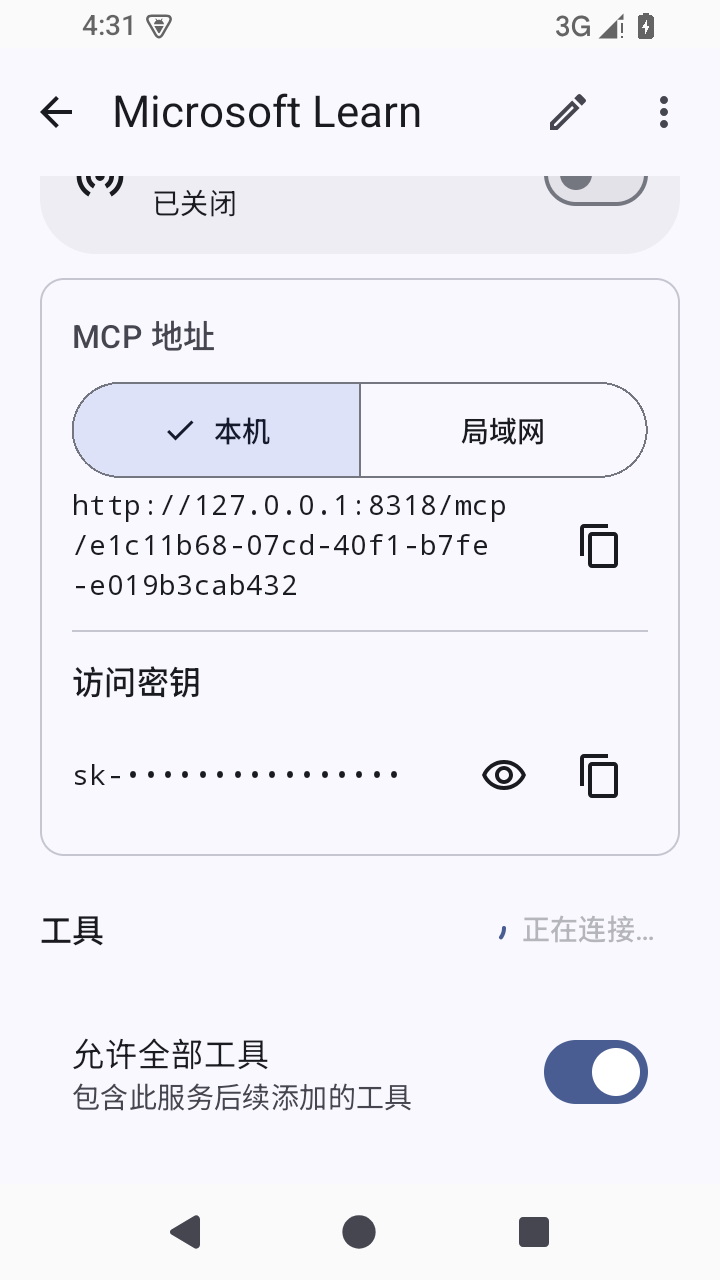 4:31
3G
Microsoft Learn
已关闭
MCP 地址
本机
局域网
http://127.0.0.1:8318/mcp
/e1c11b68-07cd-40f1-b7fe
-e019b3cab432
访问密钥
sk-••••••••••••••••
工具
正在连接…
允许全部工具
包含此服务后续添加的工具